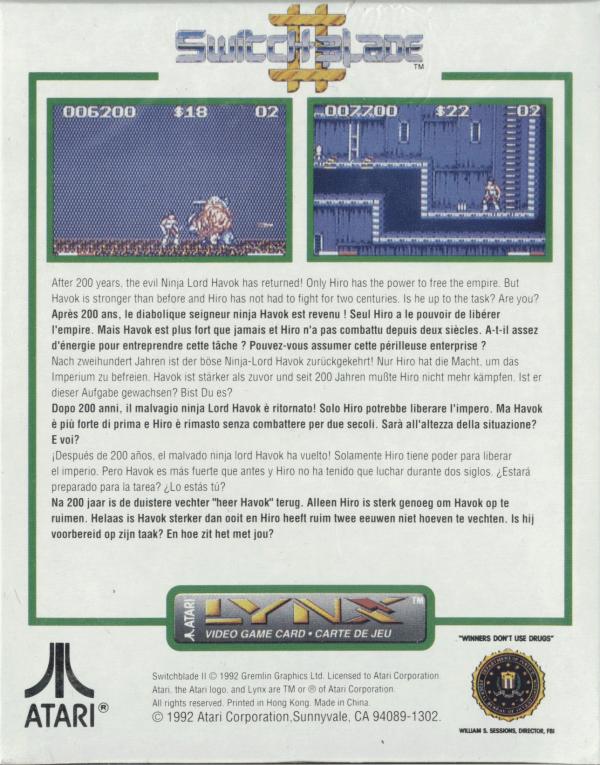 II
SWITCHBLADE
TM
006200 $18 02
007700 $22 02
After 200 years, the evil Ninja Lord Havok has returned! Only Hiro has the power to free the empire. But
Havok is stronger than before and Hiro has not had to fight for two centuries. Is he up to the task? Are you?
Après 200 ans, le diabolique seigneur ninja Havok est revenu ! Seul Hiro a le pouvoir de libérer
l'empire. Mais Havok est plus fort que jamais et Hiro n'a pas combattu depuis deux siècles. A-t-il assez
d'énergie pour entreprendre cette tâche ? Pouvez-vous assumer cette périlleuse enterprise ?
Nach zweihundert Jahren ist der böse Ninja-Lord Havok zurückgekehrt! Nur Hiro hat die Macht, um das
Imperium zu befreien. Havok ist stärker als zuvor und seit 200 Jahren mußte Hiro nicht mehr kämpfen. Ist er
dieser Aufgabe gewachsen? Bist Du es?
Dopo 200 anni, il malvagio ninja Lord Havok è ritornato! Solo Hiro potrebbe liberare l'impero. Ma Havok
è più forte di prima e Hiro è rimasto senza combattere per due secoli. Sarà all'altezza della situazione?
E voi?
¡Después de 200 años, el malvado ninja lord Havok ha vuelto! Solamente Hiro tiene poder para liberar
el imperio. Pero Havok es más fuerte que antes y Hiro no ha tenido que luchar durante dos siglos. ¿Estará
preparado para la tarea? ¿Lo estás tú?
Na 200 jaar is de duistere vechter "heer Havok" terug. Alleen Hiro is sterk genoeg om Havok op te
ruimen. Helaas is Havok sterker dan ooit en Hiro heeft ruim twee eeuwen niet hoeven te vechten. Is hij
voorbereid op zijn taak? En hoe zit het met jou?
ATARI LYNX TM
VIDEO GAME CARD • CARTE DE JEU
"WINNERS DON'T USE DRUGS"
ATARI®
Switchblade II © 1992 Gremlin Graphics Ltd. Licensed to Atari Corporation.
Atari, the Atari logo, and Lynx are TM or ® of Atari Corporation.
All rights reserved. Printed in Hong Kong. Made in China.
© 1992 Atari Corporation,Sunnyvale, CA 94089-1302.
WILLIAM S. SESSIONS, DIRECTOR, FBI